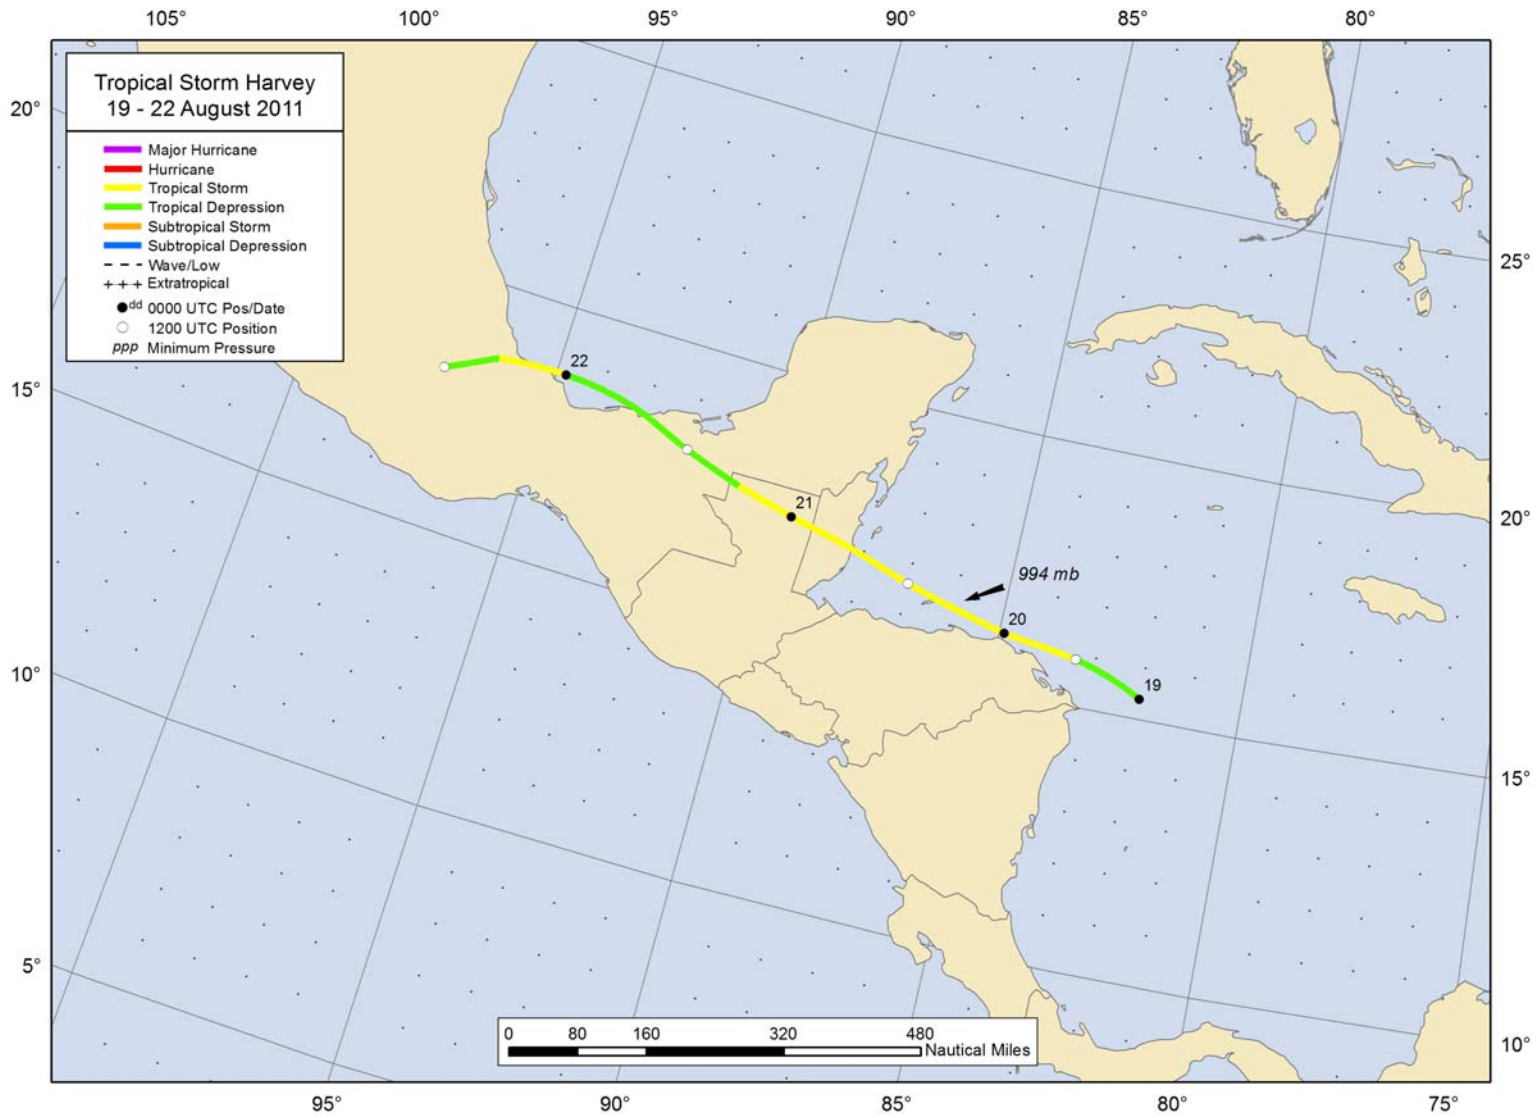 105° 100° 95° 90° 85° 80°
Tropical Storm Harvey
19 - 22 August 2011
Major Hurricane
Hurricane
Tropical Storm
Tropical Depression
Subtropical Storm
Subtropical Depression
Wave/Low
+++ Extratropical
dd 0000 UTC Pos/Date
1200 UTC Position
ppp Minimum Pressure
20°
25°
22
15°
21
20°
994 mb
20
10°
19
15°
5°
0 80 160 320 480
Nautical Miles
10°
95° 90° 85° 80° 75°